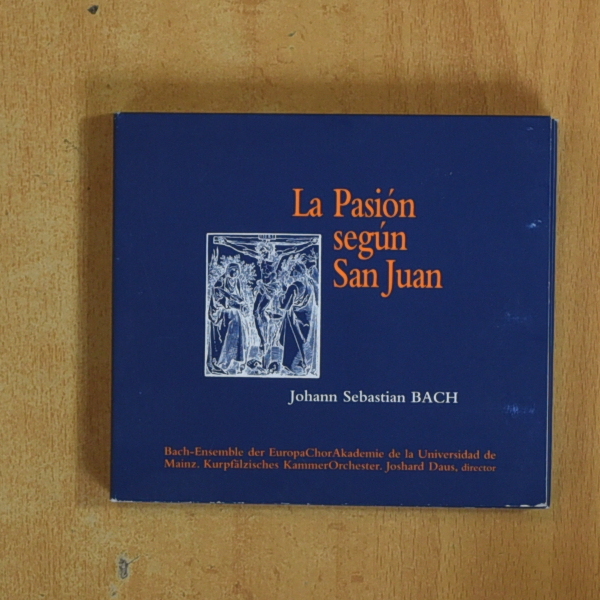 La Pasión
según
San Juan
Johann Sebastian BACH
Bach-Ensemble der EuropaChorAkademie de la Universidad de
Mainz. Kurpfälzisches KammerOrchester. Joshard Daus, director